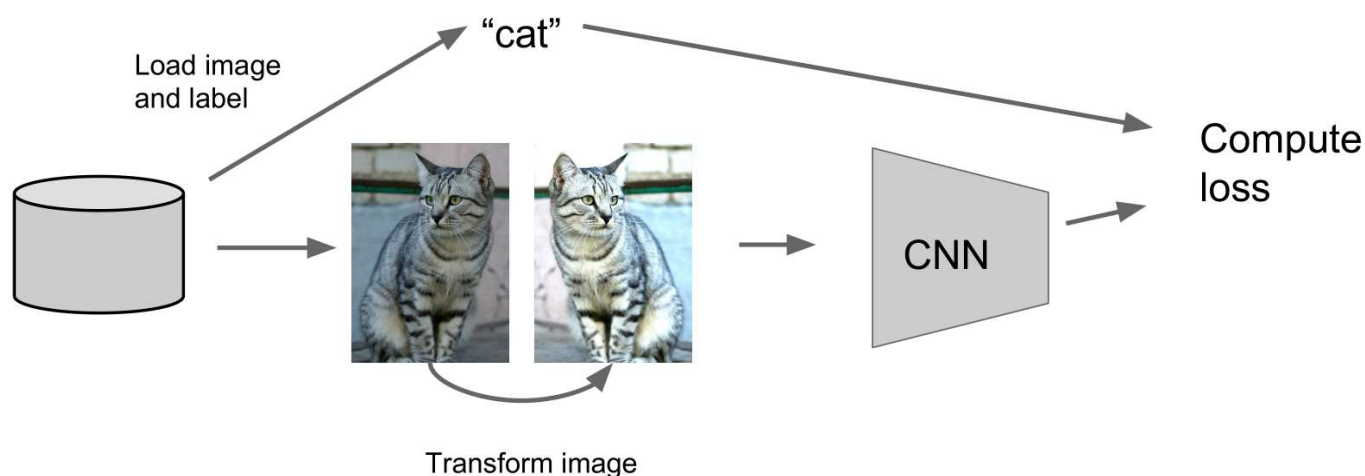 “cat”
Load image
and label
Compute
loss
CNN
Transform image